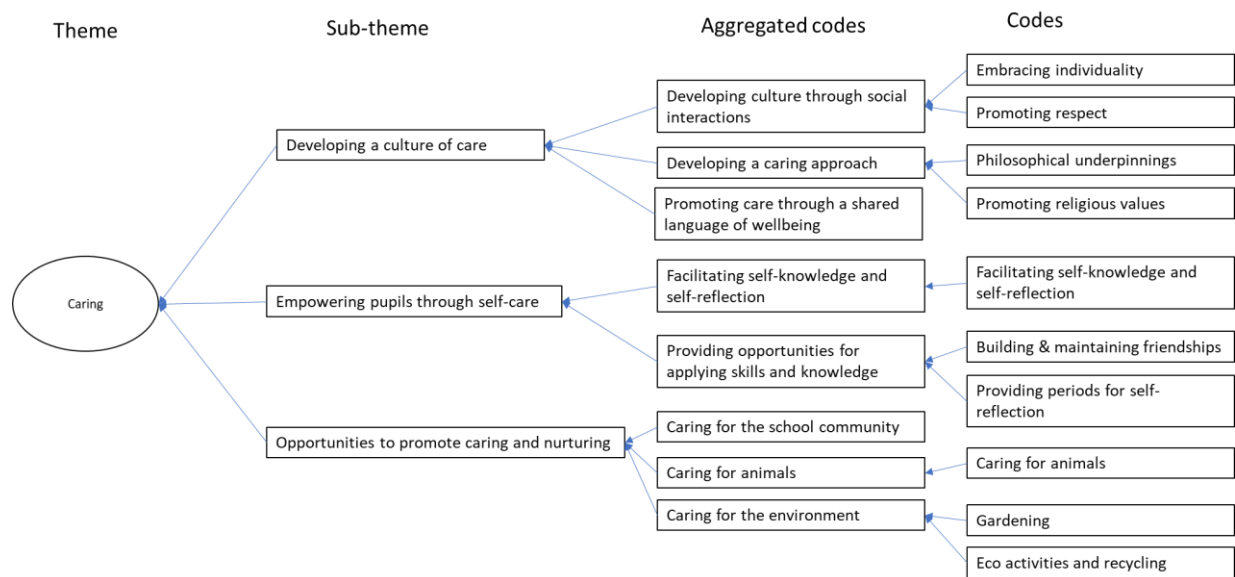 Theme
Sub-theme
Aggregated codes
Codes
Caring
Developing a culture of care
Empowering pupils through self-care
Opportunities to promote caring and nurturing
Developing culture through social
interactions
Developing a caring approach
Promoting care through a shared
language of wellbeing
Facilitating self-knowledge and
self-reflection
Providing opportunities for
applying skills and knowledge
Caring for the school community
Caring for animals
Caring for the environment
Embracing individuality
Promoting respect
Philosophical underpinnings
Promoting religious values
Facilitating self-knowledge and
self-reflection
Building & maintaining friendships
Providing periods for self-
reflection
Caring for animals
Gardening
Eco activities and recycling